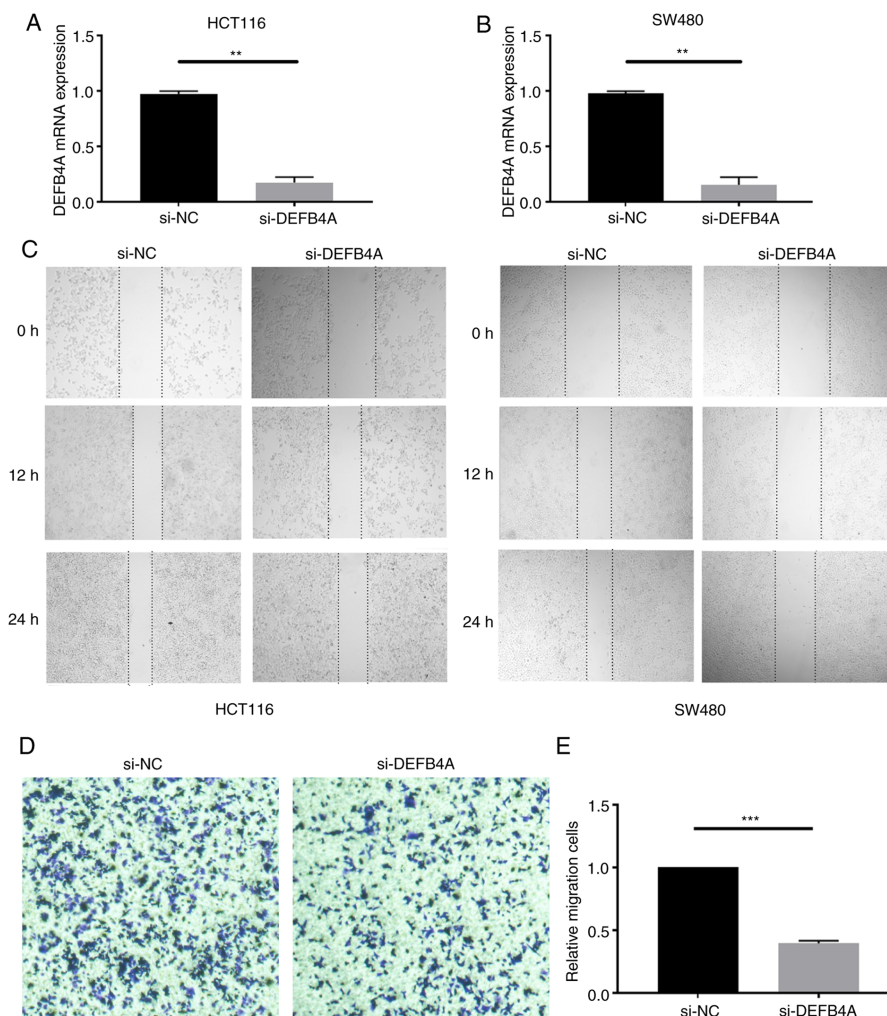 A
HCT116
DEFB4A mRNA expression
1.5
1.0
0.5
0.0
**
si-NC
si-DEFB4A
B
SW480
DEFB4A mRNA expression
1.5
1.0
0.5
0.0
**
si-NC
si-DEFB4A
C
si-NC
si-DEFB4A
si-NC
si-DEFB4A
0 h
0 h
12 h
12 h
24 h
24 h
HCT116
SW480
D
si-NC
si-DEFB4A
E
Relative migration cells
1.5
1.0
0.5
0.0
***
si-NC
si-DEFB4A